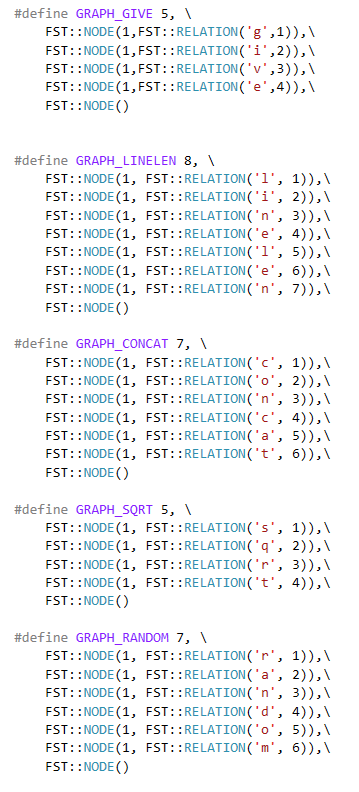 #define GRAPH_GIVE 5, \
    FST::NODE(1,FST::RELATION('g',1)),\
    FST::NODE(1,FST::RELATION('i',2)),\
    FST::NODE(1,FST::RELATION('v',3)),\
    FST::NODE(1,FST::RELATION('e',4)),\
    FST::NODE()
#define GRAPH_LINELEN 8, \
    FST::NODE(1, FST::RELATION('l', 1)),\
    FST::NODE(1, FST::RELATION('i', 2)),\
    FST::NODE(1, FST::RELATION('n', 3)),\
    FST::NODE(1, FST::RELATION('e', 4)),\
    FST::NODE(1, FST::RELATION('l', 5)),\
    FST::NODE(1, FST::RELATION('e', 6)),\
    FST::NODE(1, FST::RELATION('n', 7)),\
    FST::NODE()
#define GRAPH_CONCAT 7, \
    FST::NODE(1, FST::RELATION('c', 1)),\
    FST::NODE(1, FST::RELATION('o', 2)),\
    FST::NODE(1, FST::RELATION('n', 3)),\
    FST::NODE(1, FST::RELATION('c', 4)),\
    FST::NODE(1, FST::RELATION('a', 5)),\
    FST::NODE(1, FST::RELATION('t', 6)),\
    FST::NODE()
#define GRAPH_SQRT 5, \
    FST::NODE(1, FST::RELATION('s', 1)),\
    FST::NODE(1, FST::RELATION('q', 2)),\
    FST::NODE(1, FST::RELATION('r', 3)),\
    FST::NODE(1, FST::RELATION('t', 4)),\
    FST::NODE()
#define GRAPH_RANDOM 7, \
    FST::NODE(1, FST::RELATION('r', 1)),\
    FST::NODE(1, FST::RELATION('a', 2)),\
    FST::NODE(1, FST::RELATION('n', 3)),\
    FST::NODE(1, FST::RELATION('d', 4)),\
    FST::NODE(1, FST::RELATION('o', 5)),\
    FST::NODE(1, FST::RELATION('m', 6)),\
    FST::NODE()